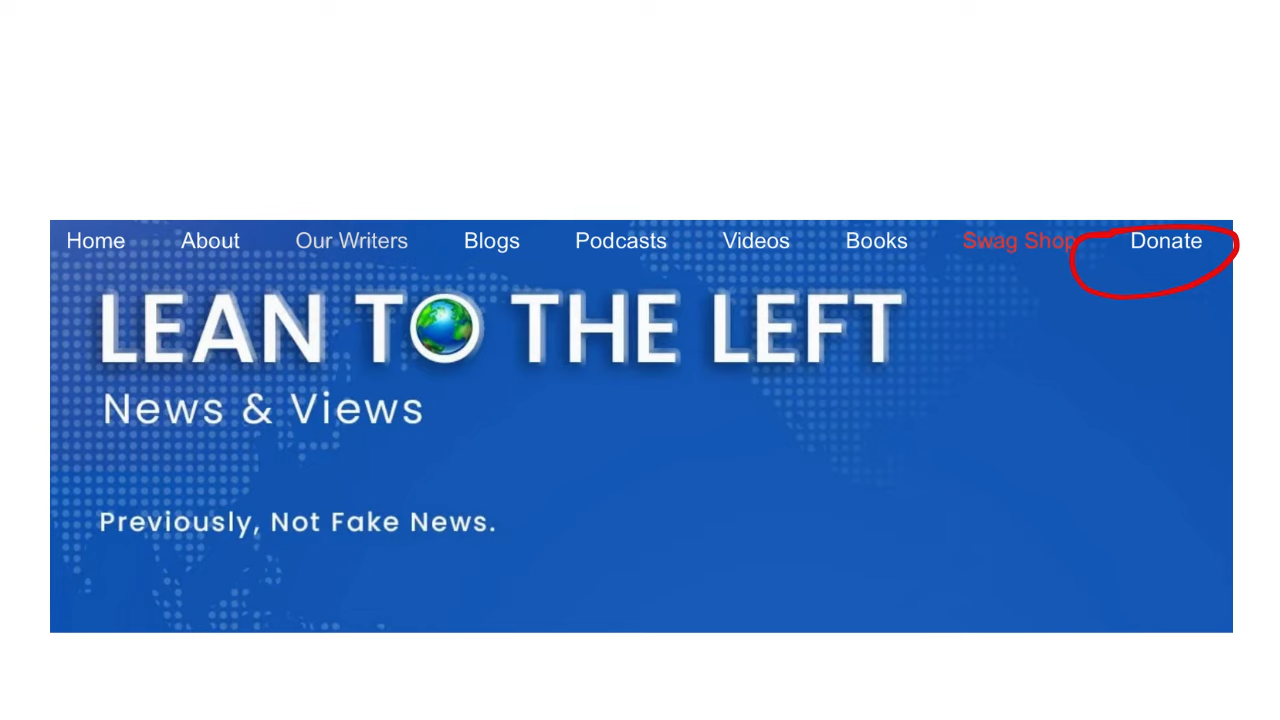 Home About Our Writers Blogs Podcasts Videos Books Swag Shop Donate
LEAN TO THE LEFT
News & Views
Previously, Not Fake News.